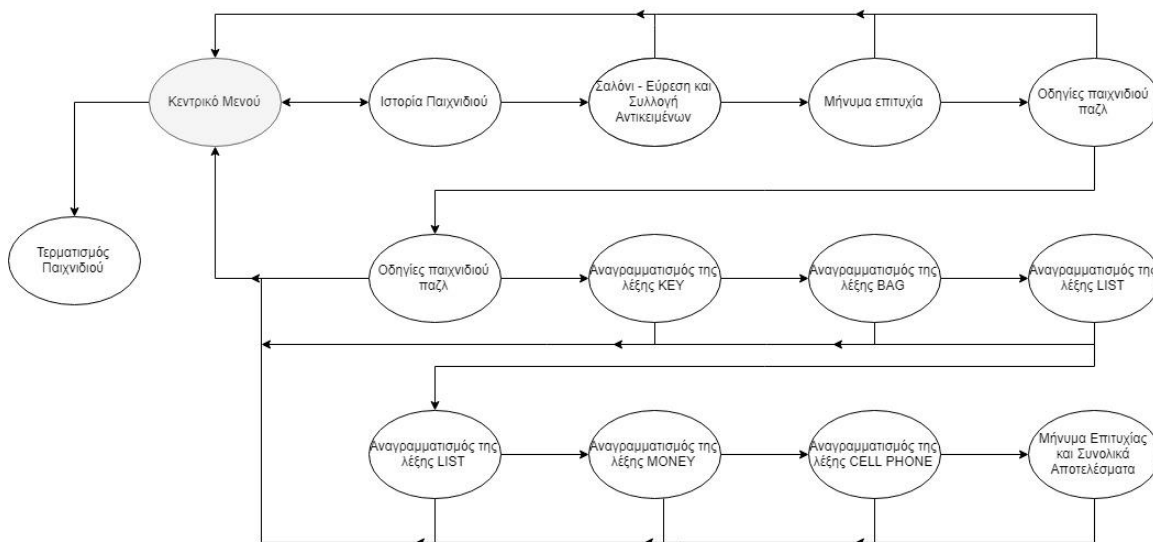 Κεντρικό Μενού
Ιστορία Παιχνιδιού
Σαλόνι - Εύρεση και
Συλλογή
Αντικειμένων
Μήνυμα επιτυχία
Οδηγίες παιχνιδιού
παζλ
Τερματισμός
Παιχνιδιού
Οδηγίες παιχνιδιού
παζλ
Αναγραμματισμός της
λέξης KEY
Αναγραμματισμός της
λέξης BAG
Αναγραμματισμός της
λέξης LIST
Αναγραμματισμός της
λέξης LIST
Αναγραμματισμός της
λέξης MONEY
Αναγραμματισμός της
λέξης CELL PHONE
Μήνυμα Επιτυχίας
και Συνολικά
Αποτελέσματα